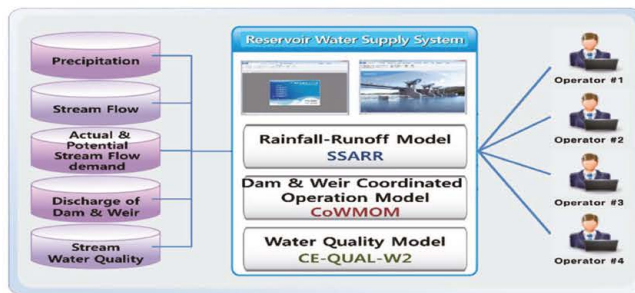 Precipitation
Stream Flow
Actual &
Potential
Stream Flow
demand
Discharge of
Dam & Weir
Stream
Water Quality
Reservoir Water Supply System
Rainfall-Runoff Model
SSARR
Dam & Weir Coordinated
Operation Model
CoWMOM
Water Quality Model
CE-QUAL-W2
Operator #1
Operator #2
Operator #3
Operator #4